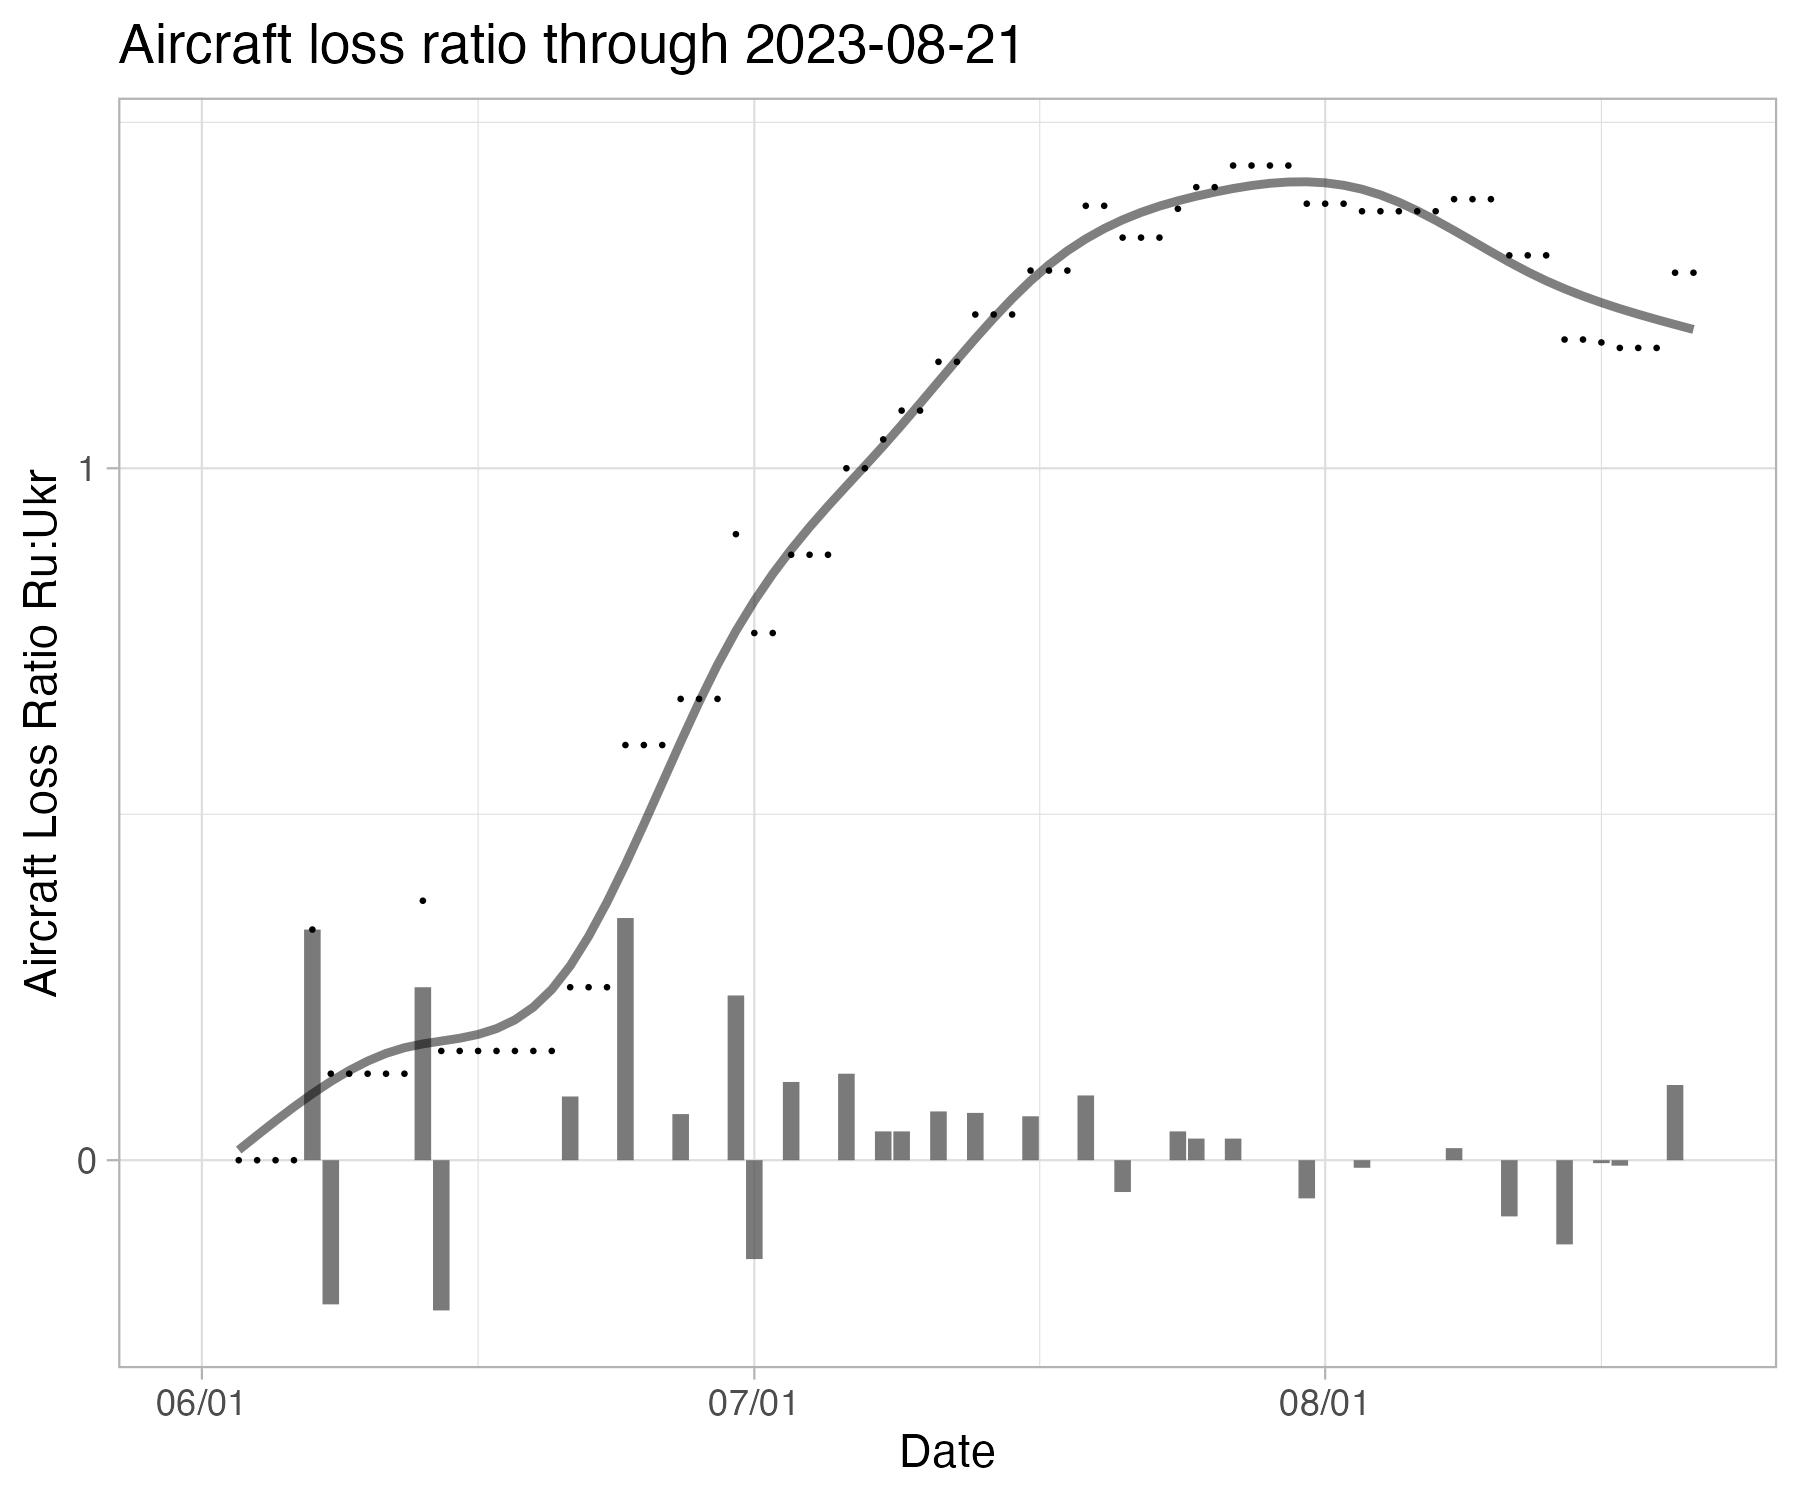 Aircraft loss ratio through 2023-08-21
Aircraft Loss Ratio Ru:Ukr
1
0
06/01
07/01
08/01
Date